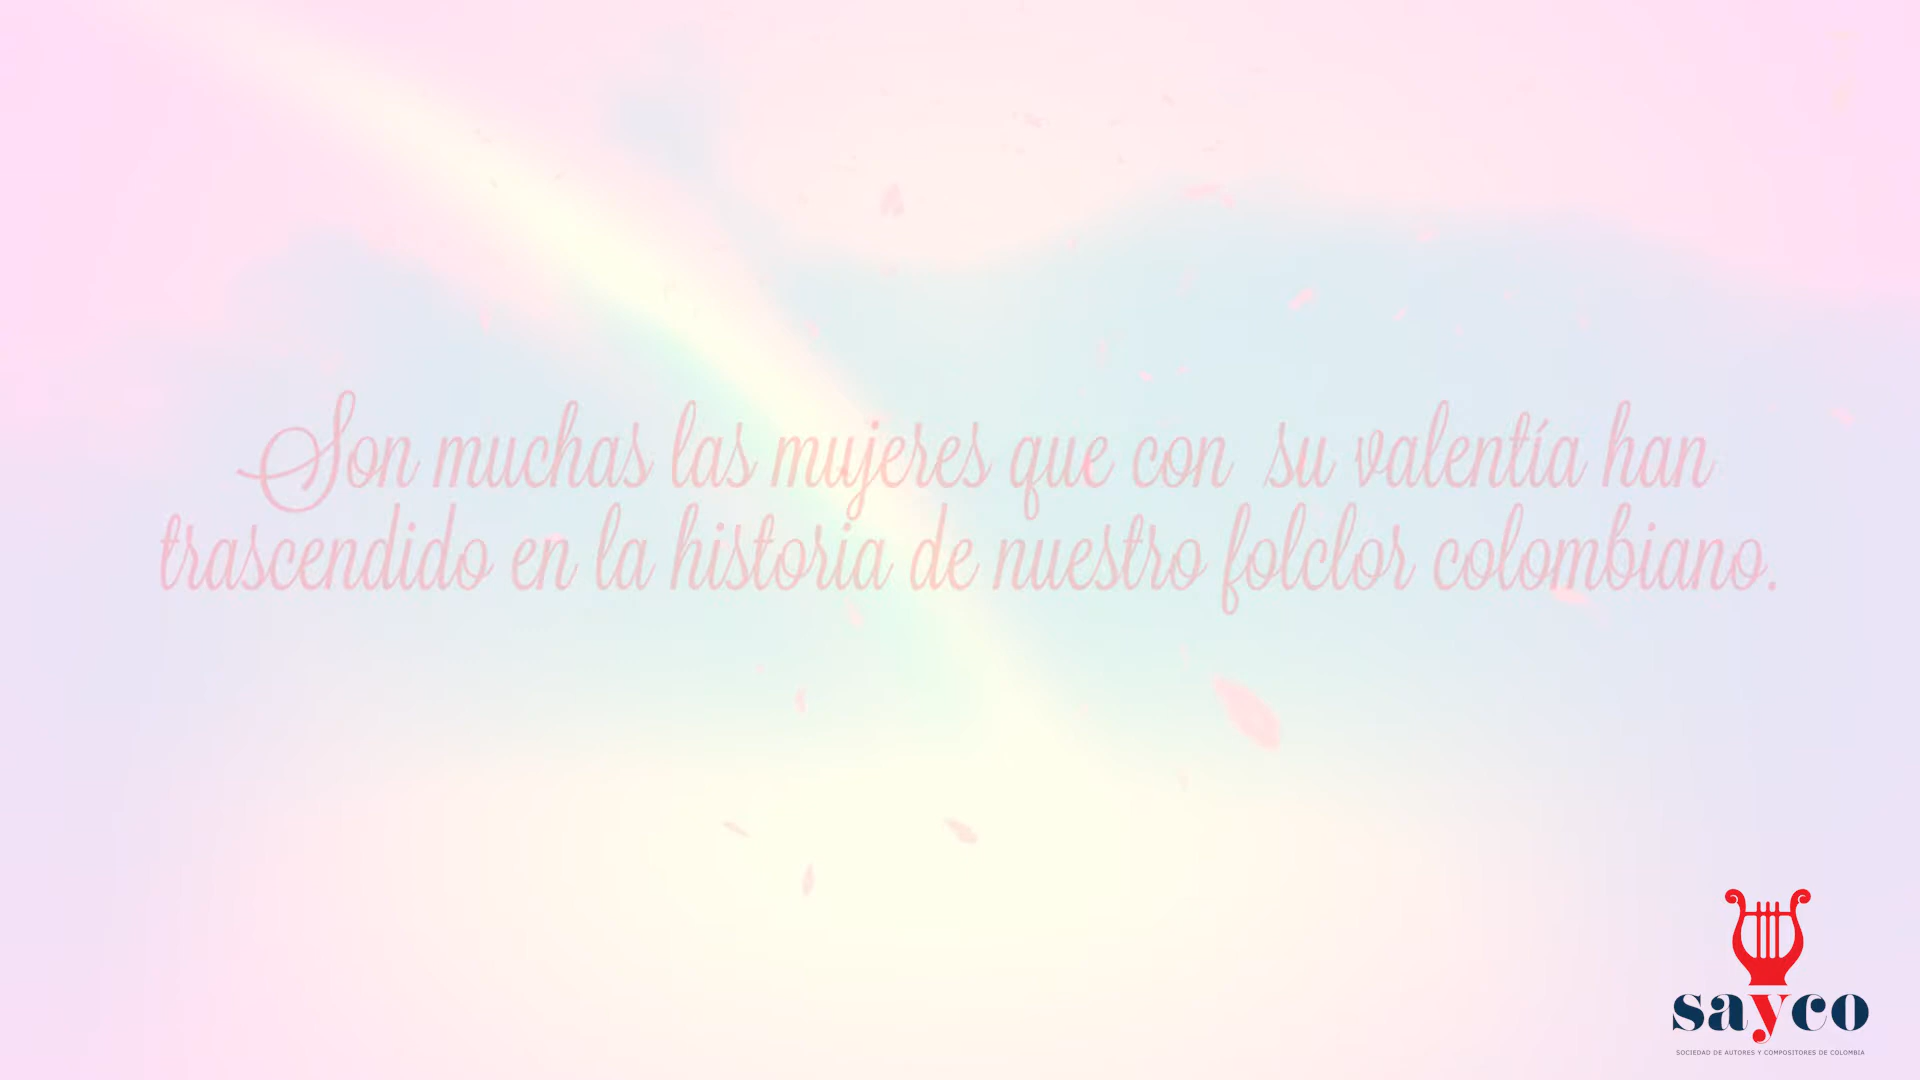 Son muchas las mujeres que con su valentía han
trascendido en la historia de nuestro folclor colombiano.
sayco
SOCIEDAD DE AUTORES Y COMPOSITORES DE COLOMBIA